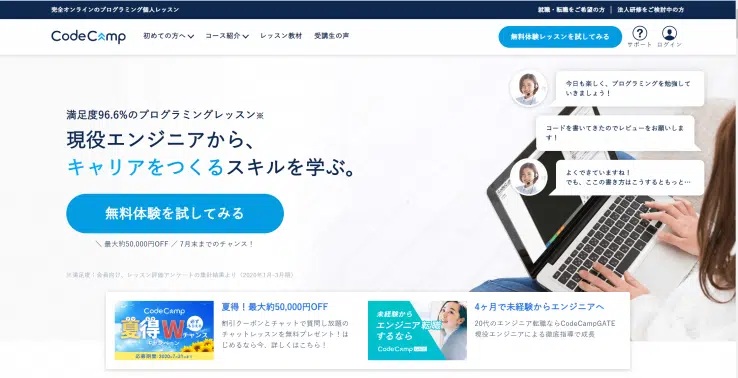 完全オンラインのプログラミング個人レッスン
就職・転職をご希望の方 | 法人研修をご検討中の方
CodeCamp
初めての方へ
コース紹介
レッスン教材
受講生の声
無料体験レッスンを試してみる
サポート
ログイン
今日も楽しく、プログラミングを勉強して
いきましょう！
コードを書いてきたのでレビューをお願いしま
す！
よくできていますね！
でも、ここの書き方はこうするともっと…
満足度96.6%のプログラミングレッスン※
現役エンジニアから、
キャリアをつくるスキルを学ぶ。
無料体験を試してみる
＼ 最大約50,000円OFF ／ 7月末までのチャンス！
※満足度：会員向け、レッスン評価アンケートの集計結果より（2020年1月-3月期）
CodeCamp
夏得W
チャンス
キャンペーン
応募期間：2020年7月31日まで
夏得！最大約50,000円OFF
割引クーポンとチャットで質問し放題の
チャットレッスンを無料プレゼント！は
じめるなら今。詳しくはこちら！
未経験から
エンジニア転職
するなら
CodeCamp GATE
4ヶ月で未経験からエンジニアへ
20代のエンジニア転職ならCodeCampGATE
現役エンジニアによる徹底指導で成長